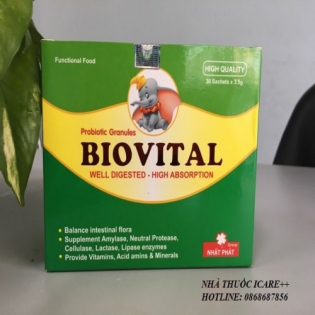 Functional Food
HIGH QUALITY
30 Sachets x 3.5g
Probiotic Granules
BIOVITAL
WELL DIGESTED - HIGH ABSORPTION
• Balance intestinal flora
• Supplement Amylase, Neutral Protease,
Cellulase, Lactase, Lipase enzymes
• Provide Vitamins, Acid amins & Minerals
Group
NHẤT PHÁT
NHÀ THUỐC ICARE++
HOTLINE: 0868687856